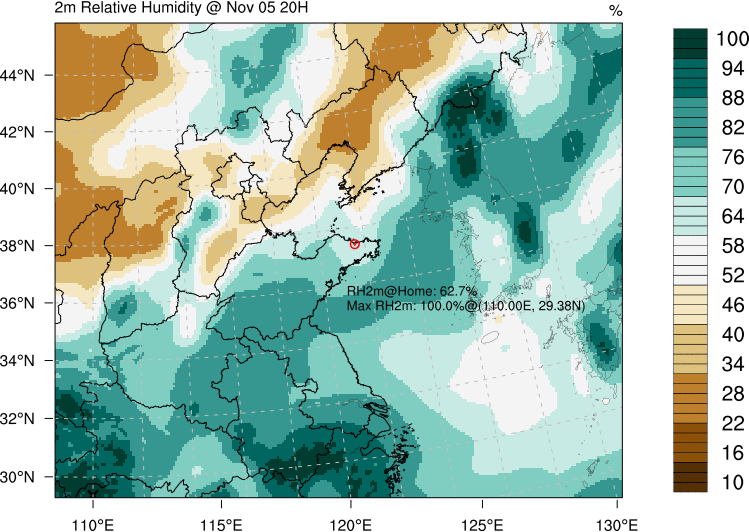 2m Relative Humidity @ Nov 05 20H
%
44°N
42°N
40°N
38°N
36°N
34°N
32°N
30°N
110°E
115°E
120°E
125°E
130°E
RH2m@Home: 62.7%
Max RH2m: 100.0%@(110.00E, 29.38N)
100
94
88
82
76
70
64
58
52
46
40
34
28
22
16
10